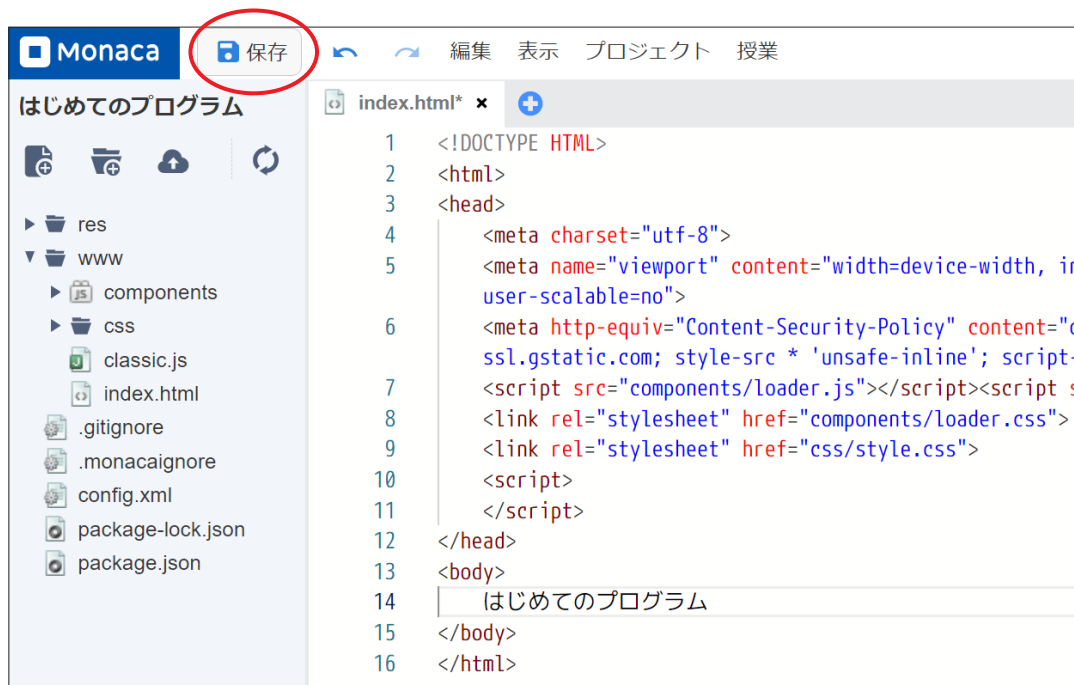 Monaca 保存 編集 表示 プロジェクト 授業
はじめてのプログラム
index.html* ×
res
www
components
css
classic.js
index.html
.gitignore
.monacaignore
config.xml
package-lock.json
package.json
1 <!DOCTYPE HTML>
2 <html>
3 <head>
4 <meta charset="utf-8">
5 <meta name="viewport" content="width=device-width,
user-scalable=no">
6 <meta http-equiv="Content-Security-Policy" content="
ssl.gstatic.com; style-src * 'unsafe-inline'; script-
7 <script src="components/loader.js"></script><script
8 <link rel="stylesheet" href="components/loader.css">
9 <link rel="stylesheet" href="css/style.css">
10 <script>
11 </script>
12 </head>
13 <body>
14 はじめてのプログラム
15 </body>
16 </html>